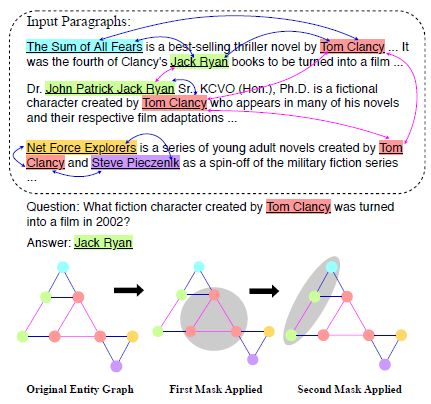 Input Paragraphs:
The Sum of All Fears is a best-selling thriller novel by Tom Clancy ... It
was the fourth of Clancy's Jack Ryan books to be turned into a film ...
Dr. John Patrick Jack Ryan Sr., KCVO (Hon.), Ph.D. is a fictional
character created by Tom Clancy who appears in many of his novels
and their respective film adaptations ...
Net Force Explorers is a series of young adult novels created by Tom
Clancy and Steve Pieczenik as a spin-off of the military fiction series
...
Question: What fiction character created by Tom Clancy was turned
into a film in 2002?
Answer: Jack Ryan
Original Entity Graph First Mask Applied Second Mask Applied